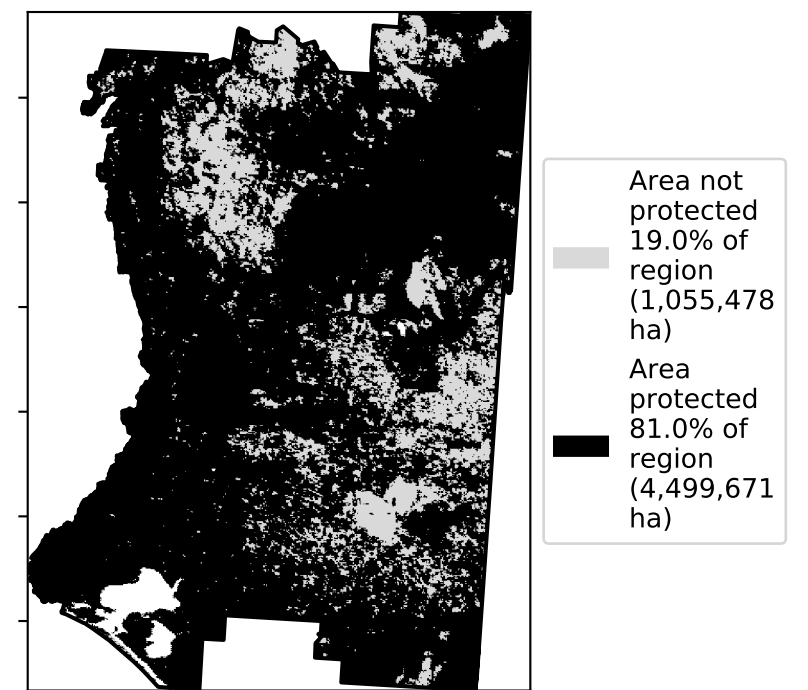 Area not
protected
19.0% of
region
(1,055,478
ha)
Area
protected
81.0% of
region
(4,499,671
ha)